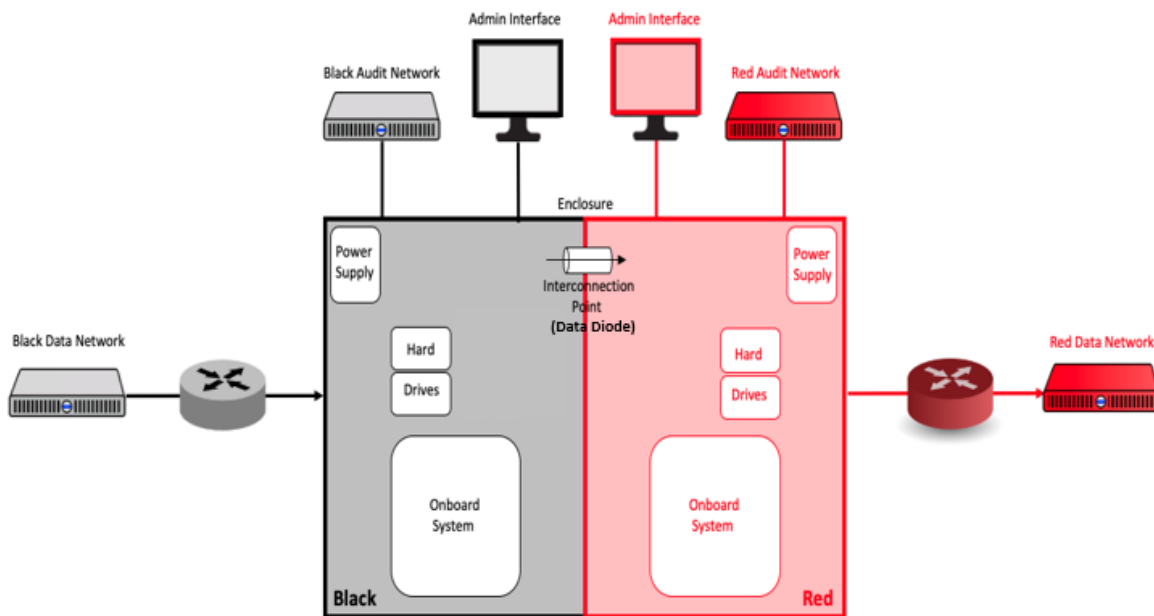 Admin Interface
Admin Interface
Black Audit Network
Red Audit Network
Enclosure
Power
Supply
Power
Supply
Interconnection
Point
(Data Diode)
Black Data Network
Red Data Network
Hard
Drives
Hard
Drives
Onboard
System
Onboard
System
Black
Red